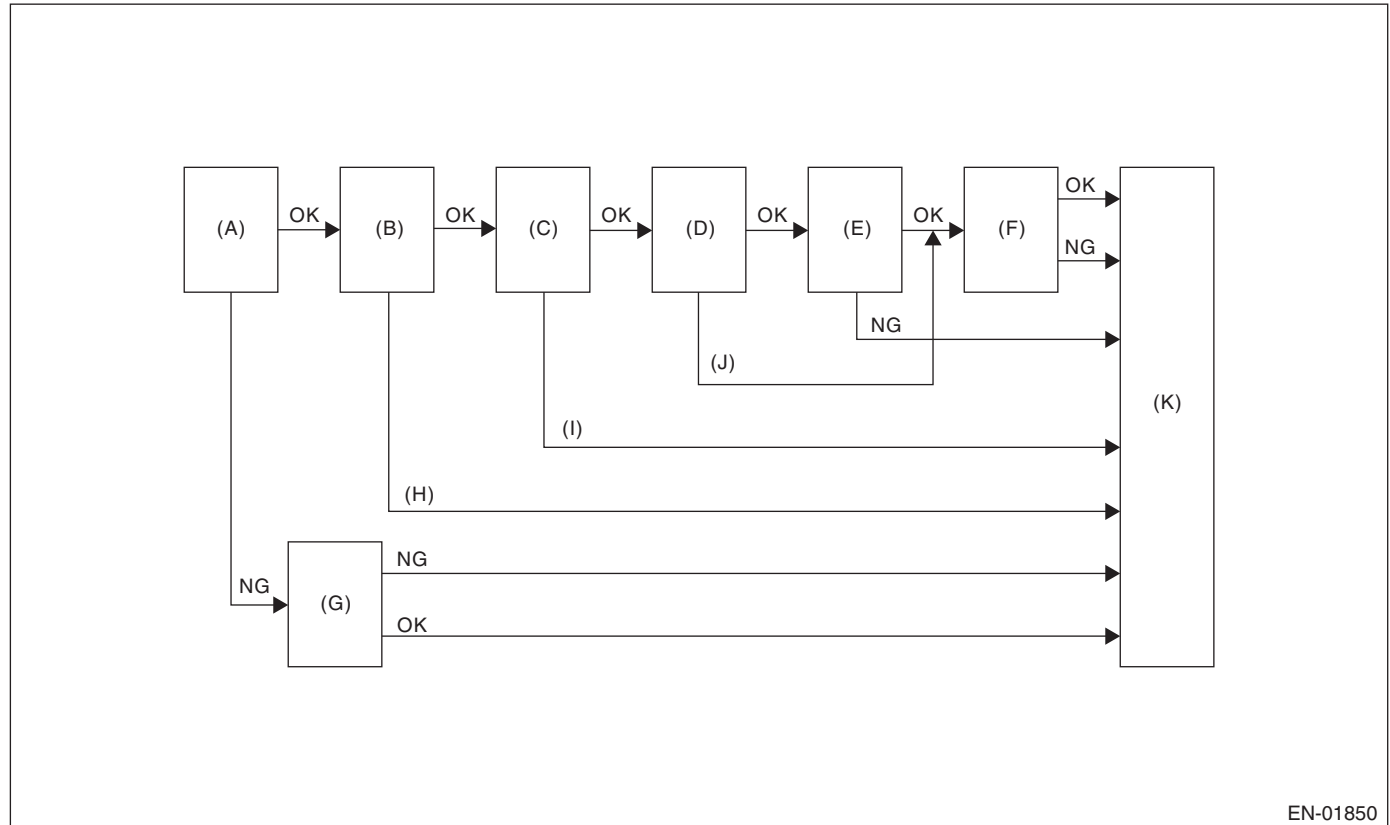 OK
(A) OK (B) OK (C) OK (D) OK (E) OK (F)
NG
NG
(J)
(K)
(I)
(H)
NG
NG (G)
OK
EN-01850